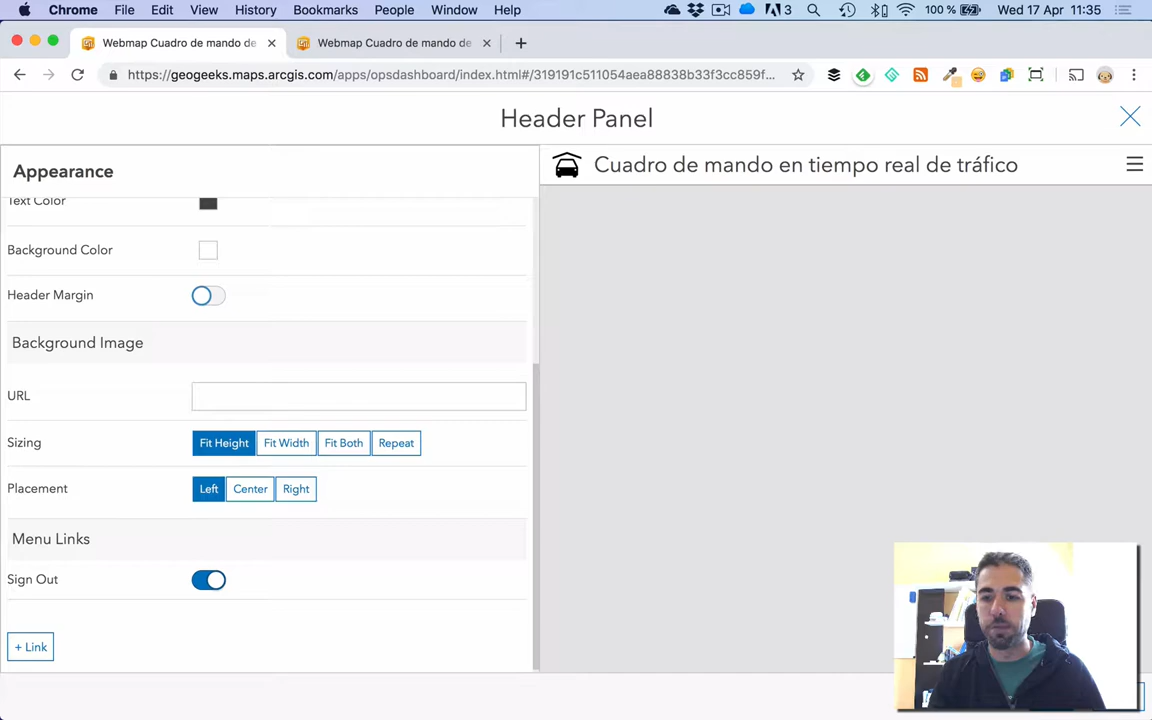 Chrome File Edit View History Bookmarks People Window Help 3 100 % Wed 17 Apr 11:35
Webmap Cuadro de mando de Webmap Cuadro de mando de
https://geogeeks.maps.arcgis.com/apps/opsdashboard/index.html#/319191c511054aea88838b33f3cc859f...
Header Panel
Appearance
Cuadro de mando en tiempo real de tráfico
Text Color
Background Color
Header Margin
Background Image
URL
Sizing Fit Height Fit Width Fit Both Repeat
Placement Left Center Right
Menu Links
Sign Out
+ Link